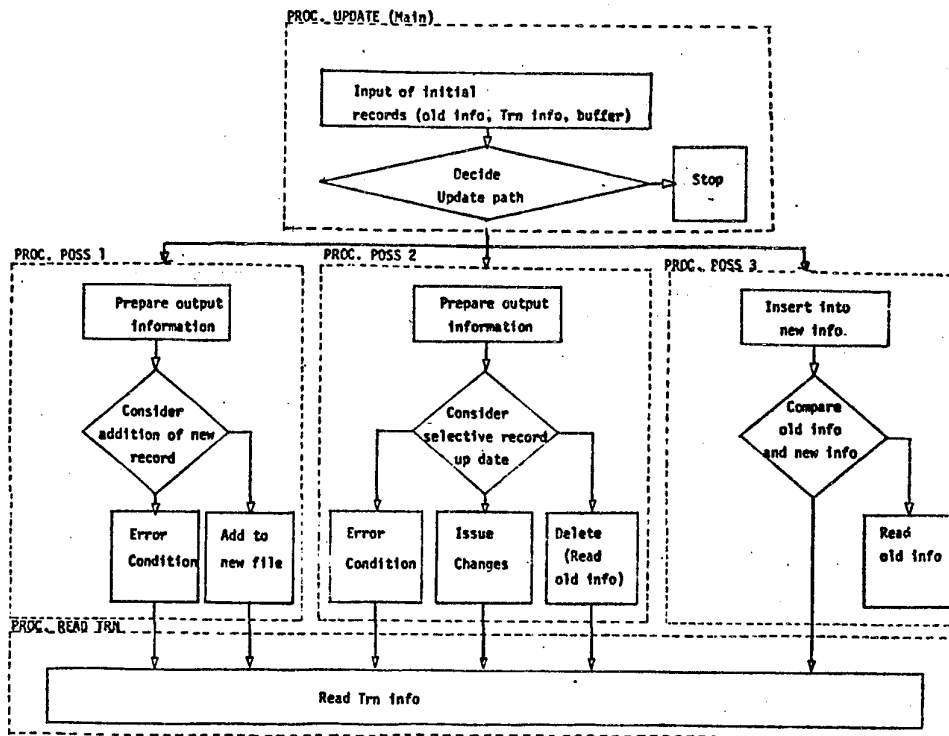 PROC. UPDATE (Main)
Input of initial
records (old info, Trn info, buffer)
Decide
Update path
Stop
PROC. POSS 1
Prepare output
information
Consider
addition of new
record
Error
Condition
Add to
new file
PROC. POSS 2
Prepare output
information
Consider
selective record
up date
Error
Condition
Issue
Changes
Delete
(Read
old info)
PROC. POSS 3
Insert into
new info.
Compare
old info
and new info
Read
old info
PROC. READ TRN
Read Trn info